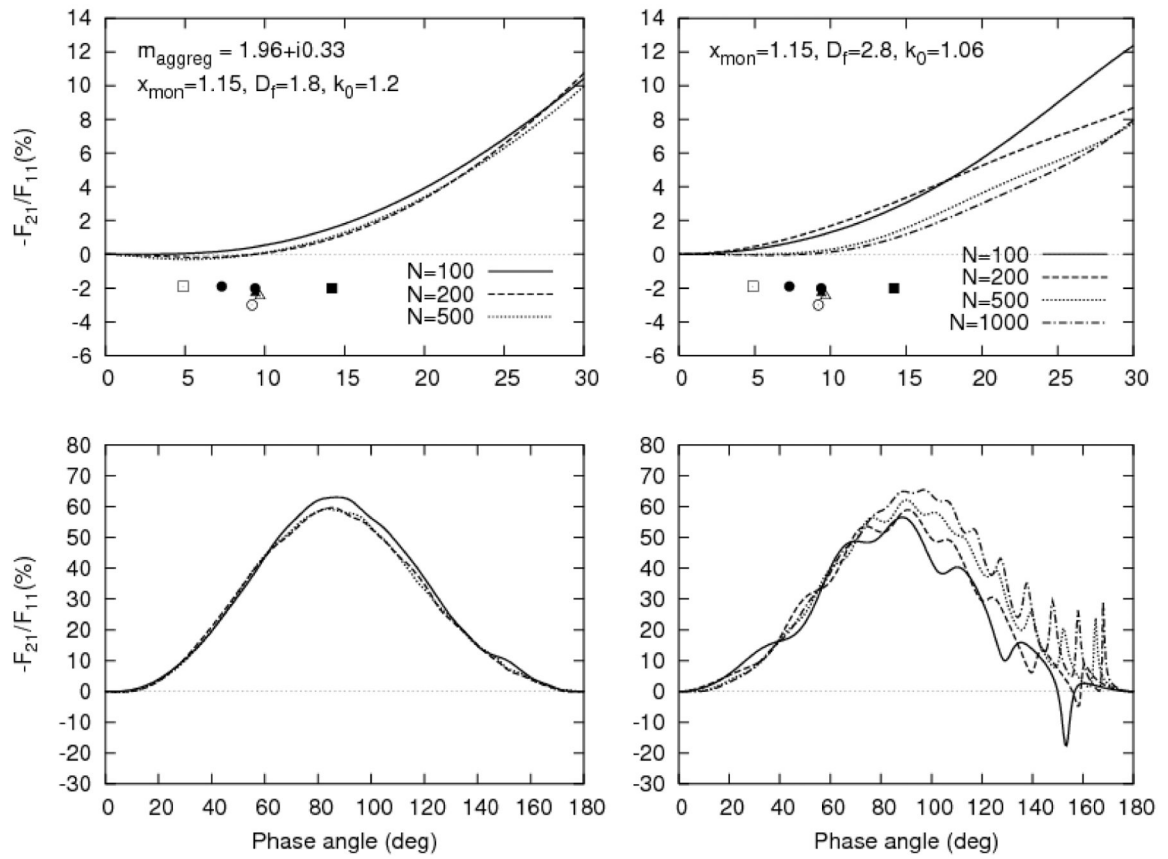 14
12
10
8
6
4
2
0
-2
-4
-6
-F₂₁/F₁₁(%)
m_aggreg = 1.96+i0.33
x_mon=1.15, D_f=1.8, k₀=1.2
N=100
N=200
N=500
0 5 10 15 20 25 30
14
12
10
8
6
4
2
0
-2
-4
-6
x_mon=1.15, D_f=2.8, k₀=1.06
N=100
N=200
N=500
N=1000
0 5 10 15 20 25 30
80
70
60
50
40
30
20
10
0
-10
-20
-30
-F₂₁/F₁₁(%)
0 20 40 60 80 100 120 140 160 180
Phase angle (deg)
80
70
60
50
40
30
20
10
0
-10
-20
-30
0 20 40 60 80 100 120 140 160 180
Phase angle (deg)